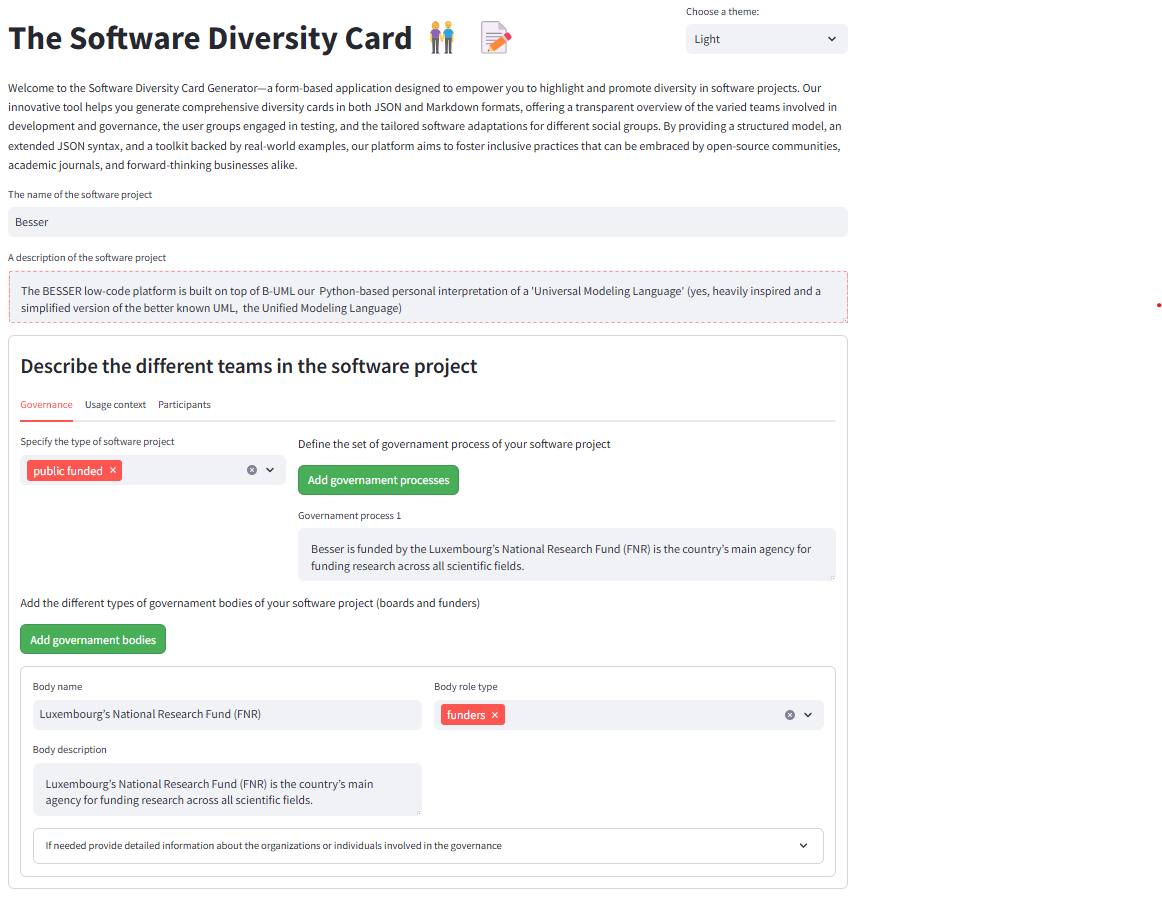 Choose a theme:
The Software Diversity Card
Light
Welcome to the Software Diversity Card Generator—a form-based application designed to empower you to highlight and promote diversity in software projects. Our
innovative tool helps you generate comprehensive diversity cards in both JSON and Markdown formats, offering a transparent overview of the varied teams involved in
development and governance, the user groups engaged in testing, and the tailored software adaptations for different social groups. By providing a structured model, an
extended JSON syntax, and a toolkit backed by real-world examples, our platform aims to foster inclusive practices that can be embraced by open-source communities,
academic journals, and forward-thinking businesses alike.
The name of the software project
Besser
A description of the software project
The BESSER low-code platform is built on top of B-UML our  Python-based personal interpretation of a 'Universal Modeling Language' (yes, heavily inspired and a
simplified version of the better known UML,  the Unified Modeling Language)
Describe the different teams in the software project
Governance Usage context Participants
Specify the type of software project
Define the set of governament process of your software project
public funded ×
Add governament processes
Governament process 1
Besser is funded by the Luxembourg’s National Research Fund (FNR) is the country’s main agency for
funding research across all scientific fields.
Add the different types of governament bodies of your software project (boards and funders)
Add governament bodies
Body name
Body role type
Luxembourg’s National Research Fund (FNR)
funders ×
Body description
Luxembourg’s National Research Fund (FNR) is the country’s main
agency for funding research across all scientific fields.
If needed provide detailed information about the organizations or individuals involved in the governance